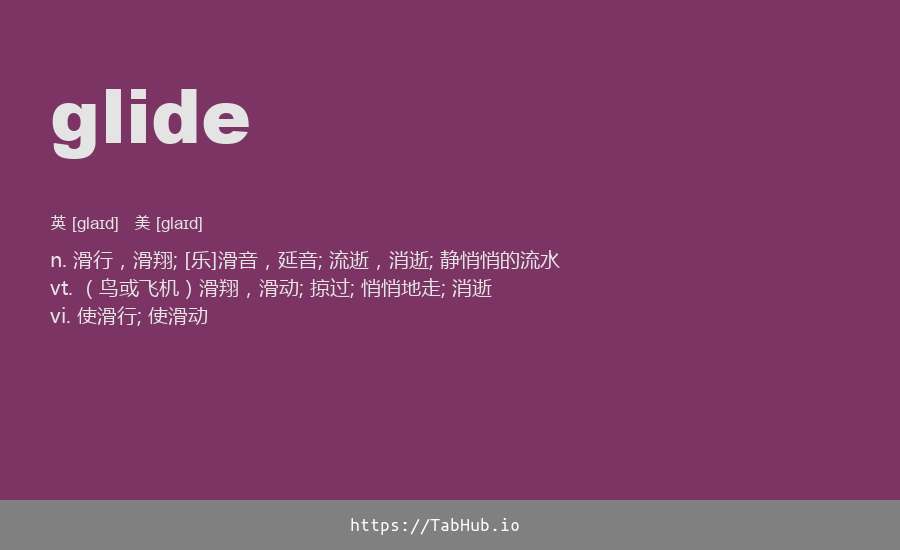 glide
英 [glaɪd] 美 [glaɪd]
n. 滑行，滑翔; [乐]滑音，延音; 流逝，消逝; 静悄悄的流水
vt. （鸟或飞机）滑翔，滑动; 掠过; 悄悄地走; 消逝
vi. 使滑行; 使滑动
https://TabHub.io